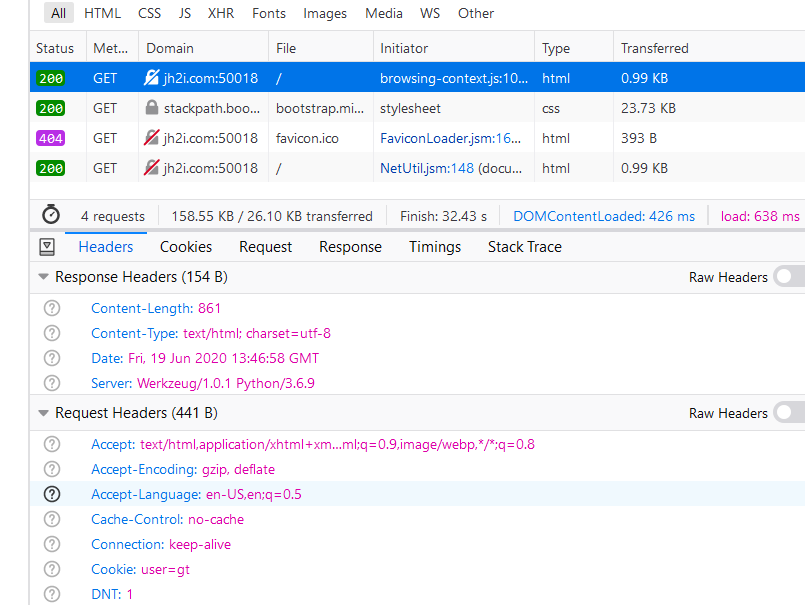 All HTML CSS JS XHR Fonts Images Media WS Other
Status Met... Domain File Initiator Type Transferred
200 GET jh2i.com:50018 / browsing-context.js:10... html 0.99 KB
200 GET stackpath.boo... bootstrap.mi... stylesheet css 23.73 KB
404 GET jh2i.com:50018 favicon.ico FaviconLoader.jsm:16... html 393 B
200 GET jh2i.com:50018 / NetUtil.jsm:148 (docu... html 0.99 KB
4 requests 158.55 KB / 26.10 KB transferred Finish: 32.43 s DOMContentLoaded: 426 ms load: 638 ms
Headers Cookies Request Response Timings Stack Trace
Response Headers (154 B) Raw Headers
? Content-Length: 861
? Content-Type: text/html; charset=utf-8
? Date: Fri, 19 Jun 2020 13:46:58 GMT
? Server: Werkzeug/1.0.1 Python/3.6.9
Request Headers (441 B) Raw Headers
? Accept: text/html,application/xhtml+xm...ml;q=0.9,image/webp,*/*;q=0.8
? Accept-Encoding: gzip, deflate
? Accept-Language: en-US,en;q=0.5
? Cache-Control: no-cache
? Connection: keep-alive
? Cookie: user=gt
? DNT: 1